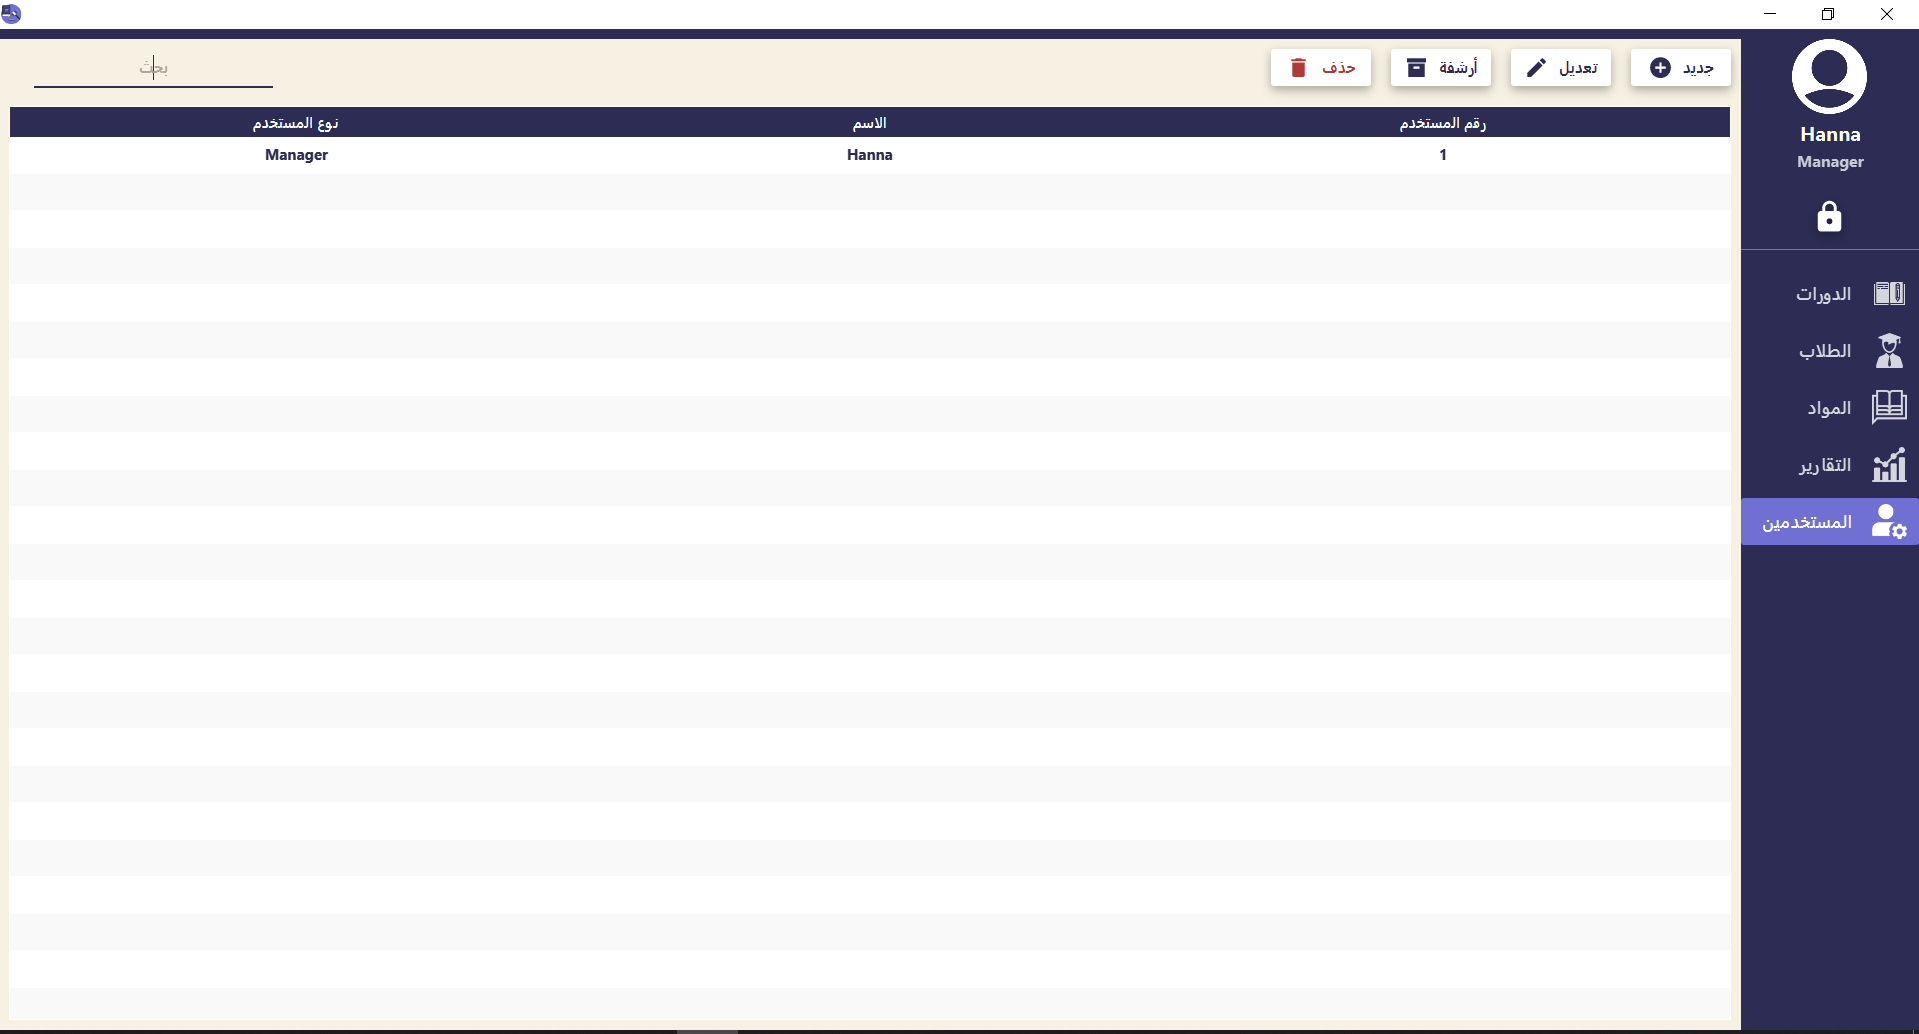 جديد
تعديل
أرشفة
حذف
بحث
رقم المستخدم
الاسم
نوع المستخدم
1
Hanna
Manager
Hanna
Manager
الدورات
الطلاب
المواد
التقارير
المستخدمين